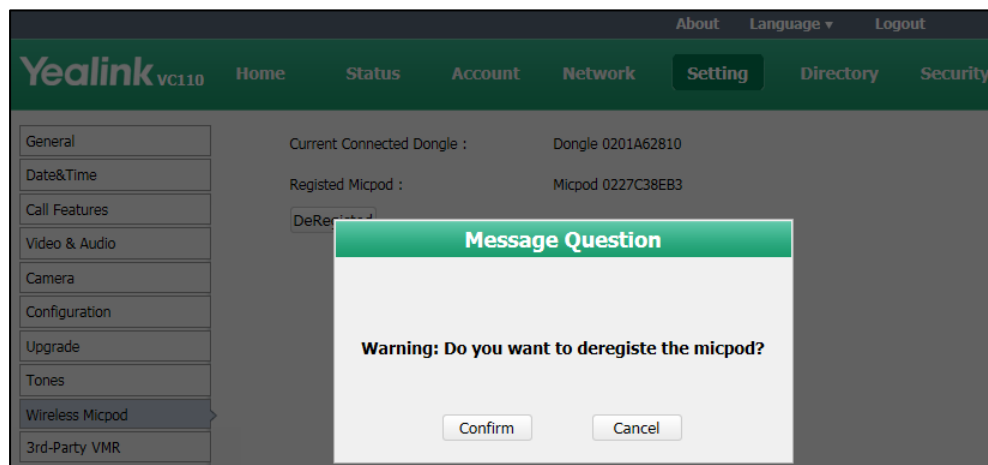 About Language ▾ Logout
Yealink VC110 Home Status Account Network Setting Directory Security
General
Date&Time
Call Features
Video & Audio
Camera
Configuration
Upgrade
Tones
Wireless Micpod
3rd-Party VMR
Current Connected Dongle : Dongle 0201A62810
Registed Micpod : Micpod 0227C38EB3
DeRegisted
Message Question
Warning: Do you want to deregiste the micpod?
Confirm Cancel